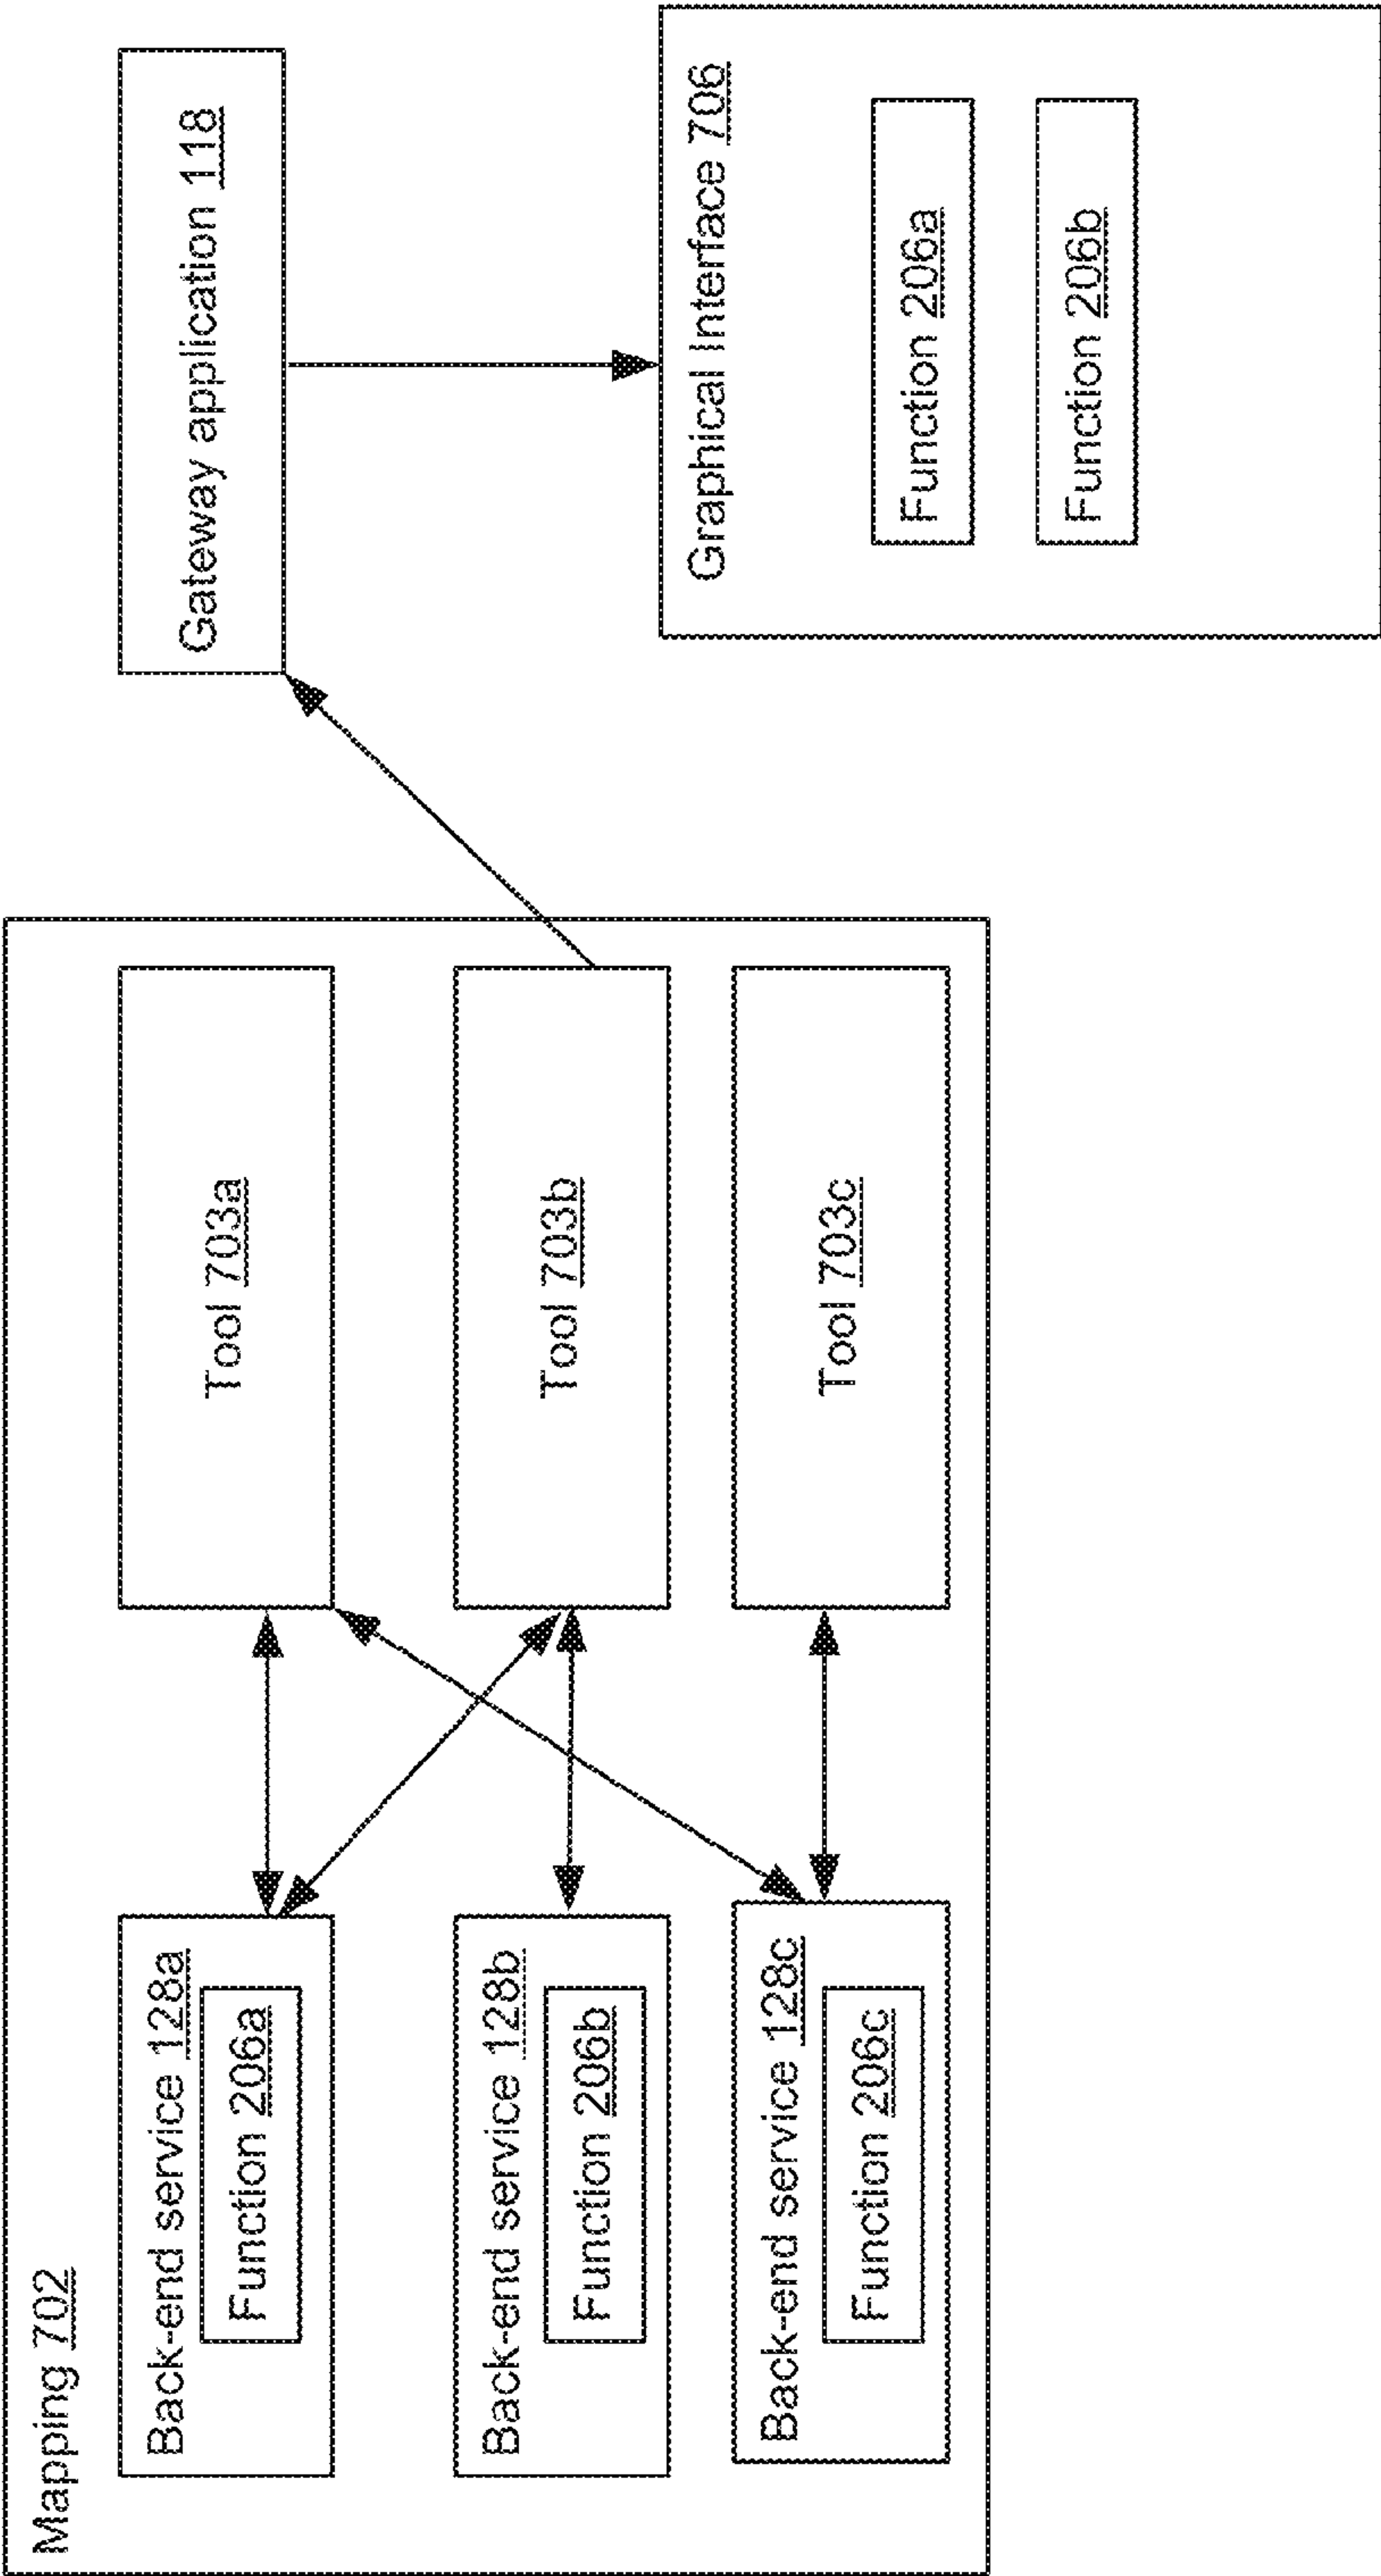 Mapping 702
Back-end service 128a
Function 206a
Back-end service 128b
Function 206b
Back-end service 128c
Function 206c
Tool 703a
Tool 703b
Tool 703c
Gateway application 118
Graphical Interface 706
Function 206a
Function 206b